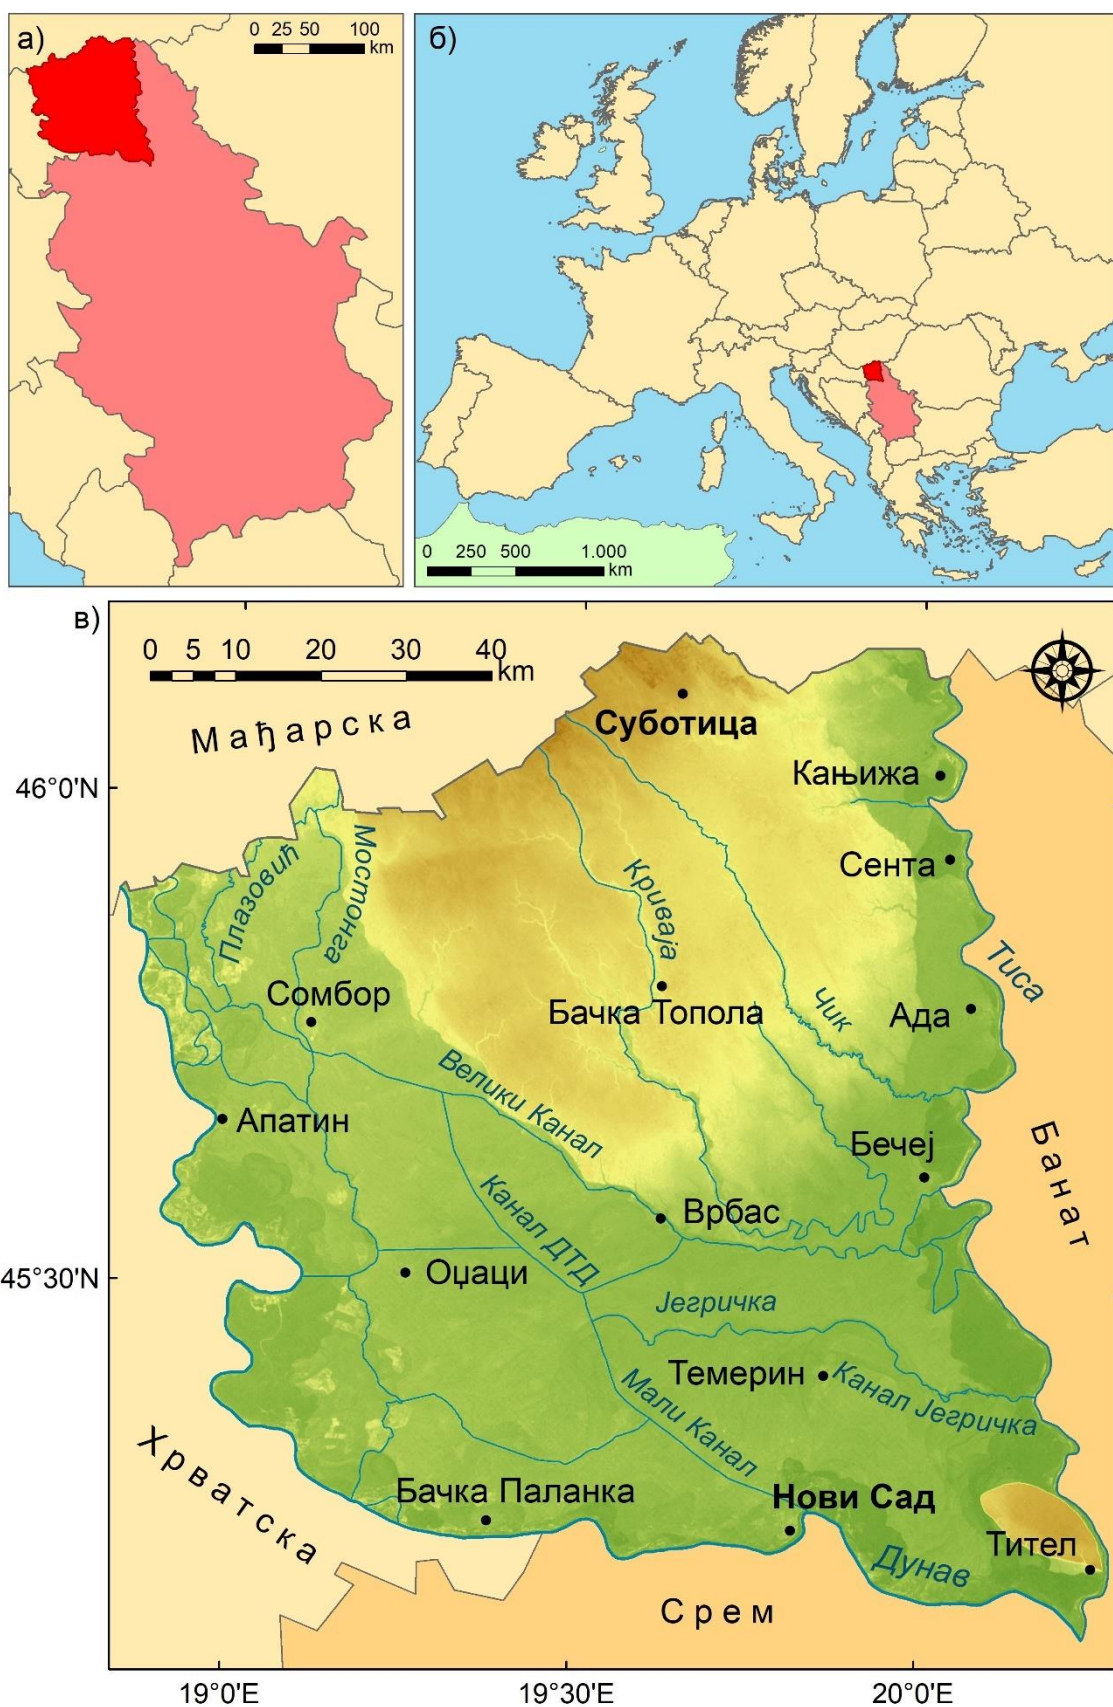 а)
0 25 50 100
km
б)
0 250 500 1.000
km
в)
0 5 10 20 30 40
km
Мађарска
Суботица
Кањижа
46°0'N
Сента
Плазовић
Мостонга
Криваја
Тиса
Сомбор
Бачка Топола
Чик
Ада
Велики Канал
Апатин
Бечеј
Банат
Канал ДТД
Врбас
45°30'N
Оџаци
Јегричка
Темерин
Канал Јегричка
Мали Канал
Хрватска
Бачка Паланка
Нови Сад
Тител
Дунав
Срем
19°0'E 19°30'E 20°0'E